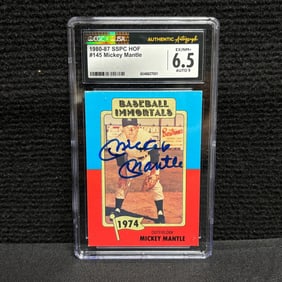 AUTHENTIC Autograph
1980-87 SSPC HOF
#145 Mickey Mantle
EX/NM+
6.5
AUTO 9
BASEBALL
IMMORTALS
Mickey
Mantle
1974
OUTFIELDER
MICKEY MANTLE